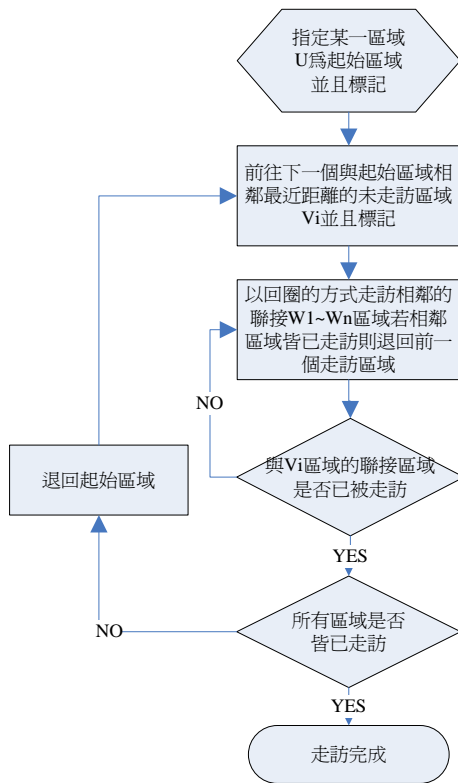 指定某一區域
U爲起始區域
並且標記
前往下一個與起始區域相
鄰最近距離的未走訪區域
Vi並且標記
以回圈的方式走訪相鄰的
聯接W1~Wn區域若相鄰
區域皆已走訪則退回前一
個走訪區域
NO
與Vi區域的聯接區域
是否已被走訪
退回起始區域
YES
所有區域是否
皆已走訪
NO
YES
走訪完成